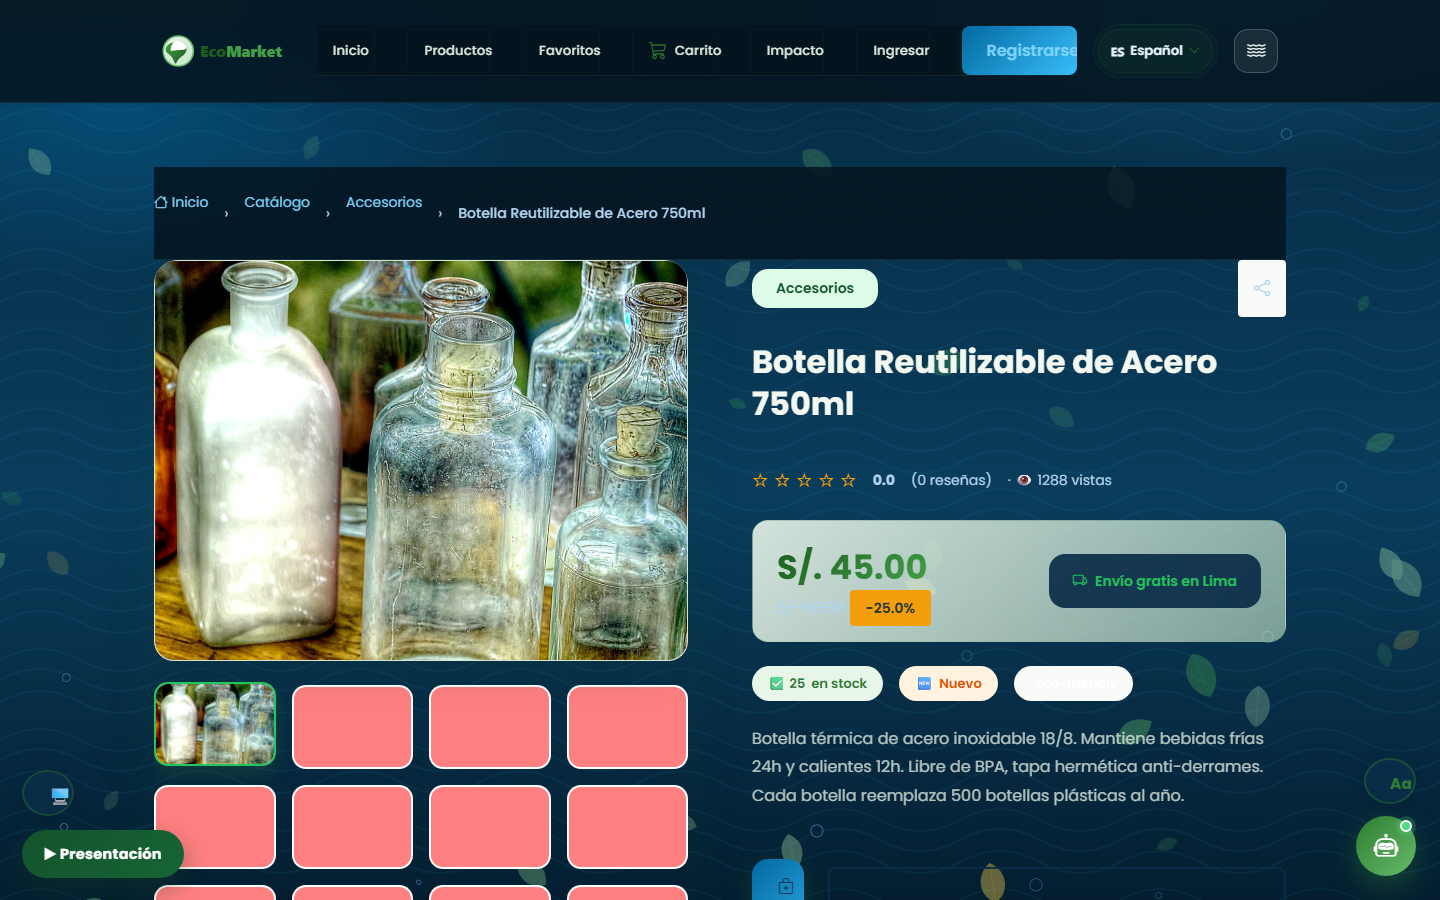 EcoMarket
Inicio
Productos
Favoritos
Carrito
Impacto
Ingresar
Registrarse
ES Español
Inicio › Catálogo › Accesorios › Botella Reutilizable de Acero 750ml
Accesorios
Botella Reutilizable de Acero
750ml
0.0 (0 reseñas) · 1288 vistas
S/. 45.00
-25.0%
Envío gratis en Lima
25 en stock
Nuevo
Eco-friendly
Botella térmica de acero inoxidable 18/8. Mantiene bebidas frías
24h y calientes 12h. Libre de BPA, tapa hermética anti-derrames.
Cada botella reemplaza 500 botellas plásticas al año.
Presentación
Aa